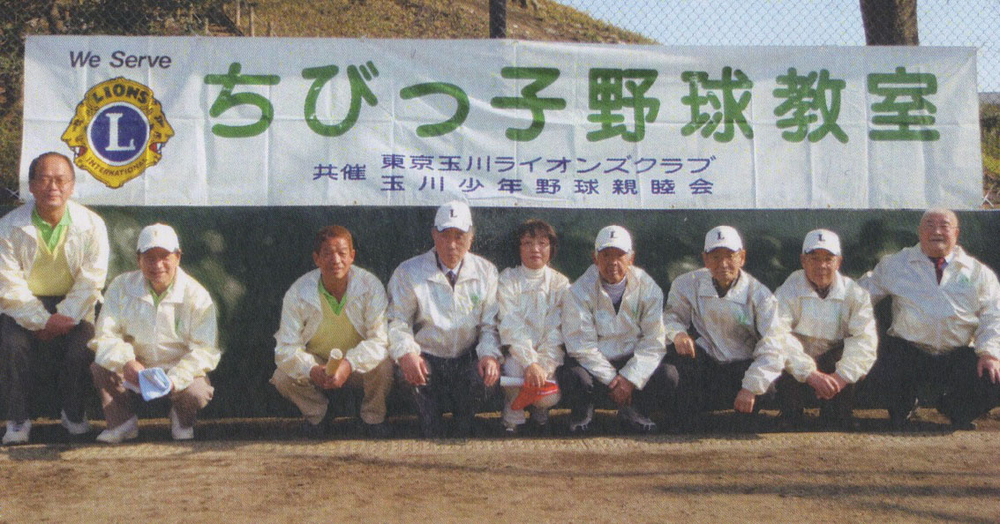 We Serve
LIONS
L
INTERNATIONAL
ちびっ子野球教室
共催 東京玉川ライオンズクラブ
玉川少年野球親睦会
L
L
L
L